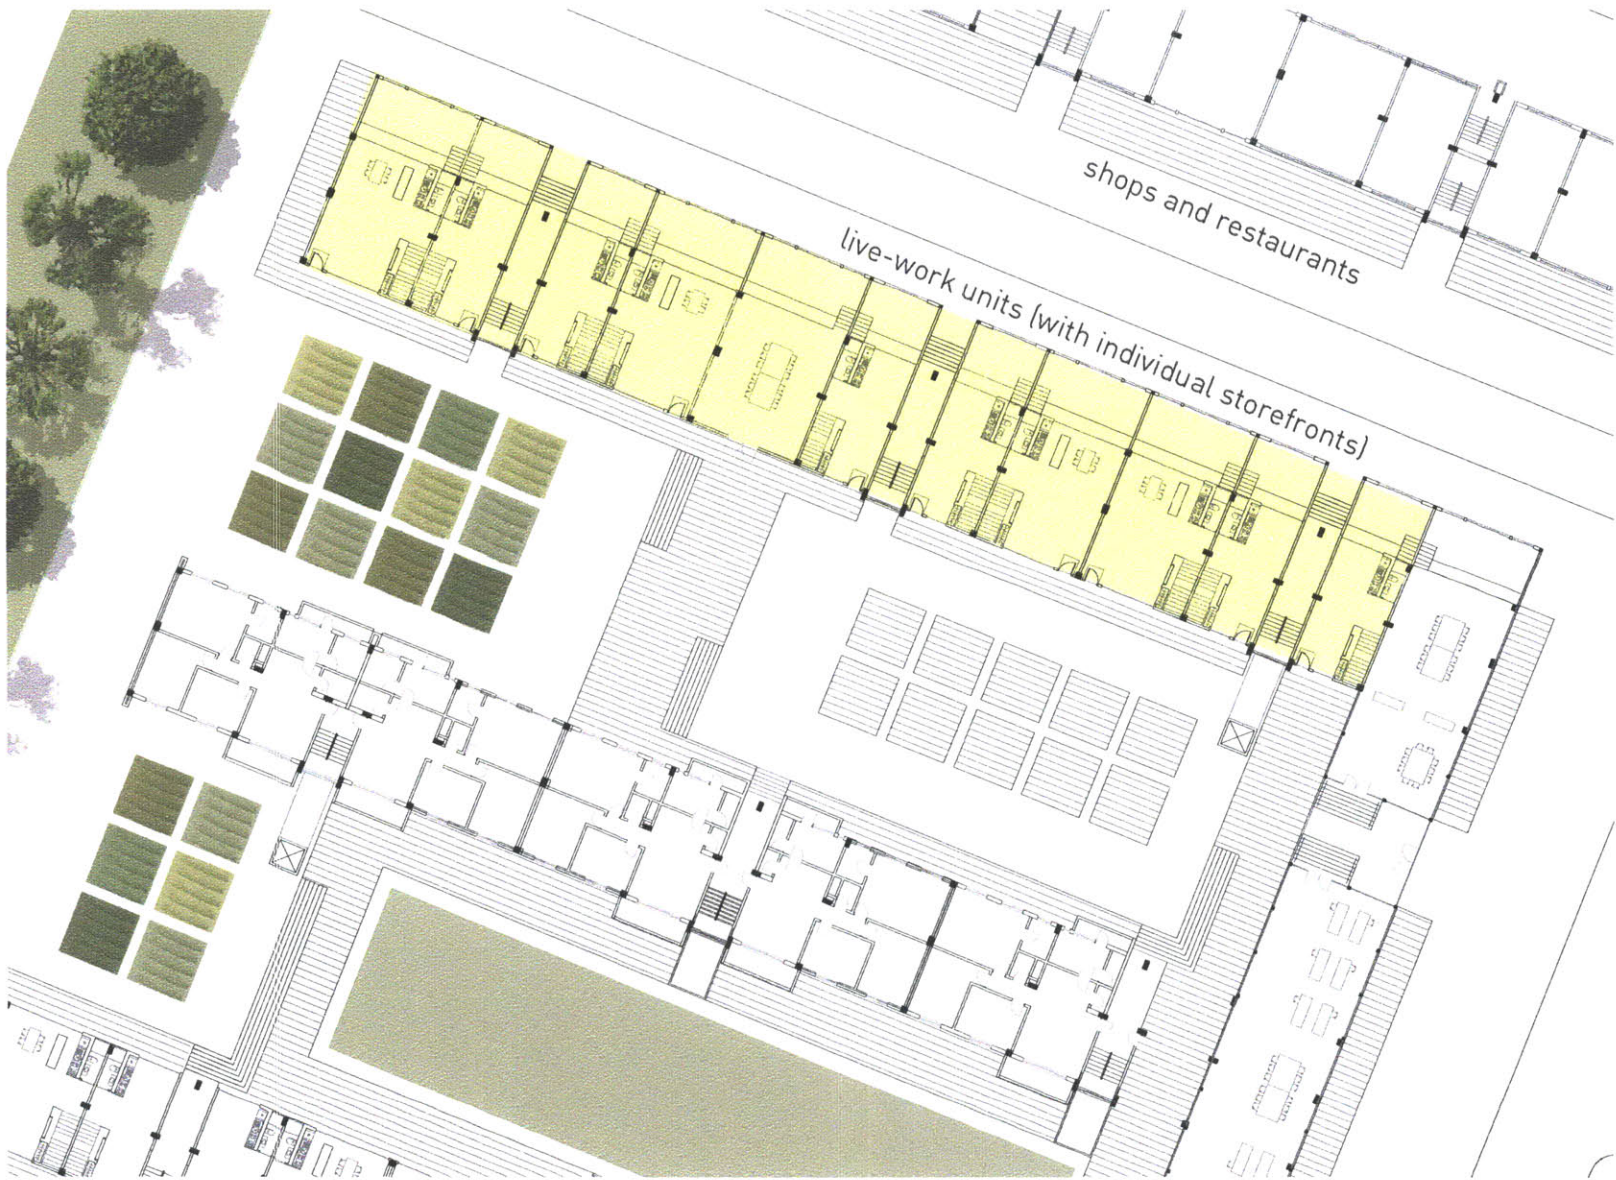 shops and restaurants
live-work units (with individual storefronts)